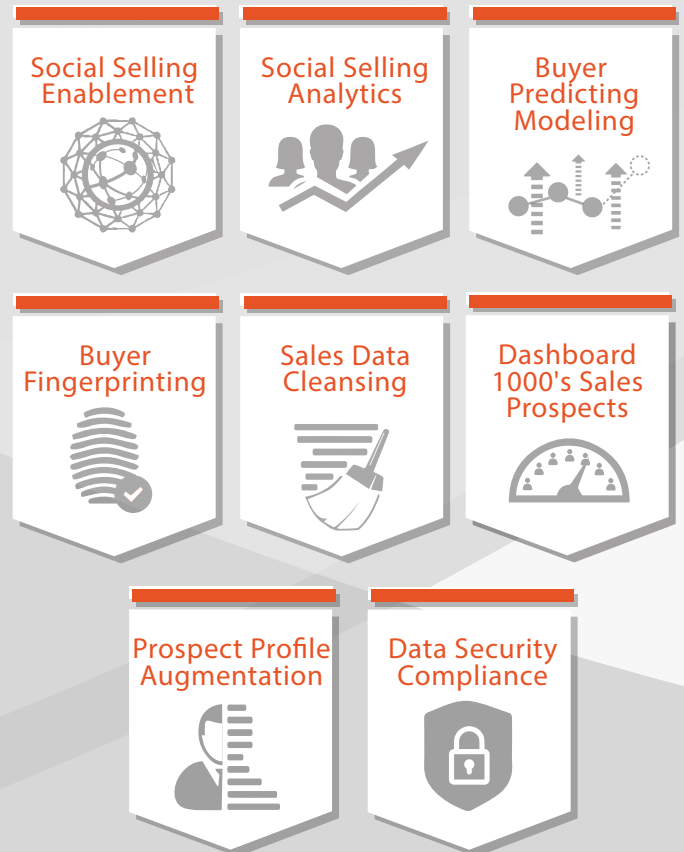 Social Selling
Enablement
Social Selling
Analytics
Buyer
Predicting
Modeling
Buyer
Fingerprinting
Sales Data
Cleansing
Dashboard
1000's Sales
Prospects
Prospect Profile
Augmentation
Data Security
Compliance